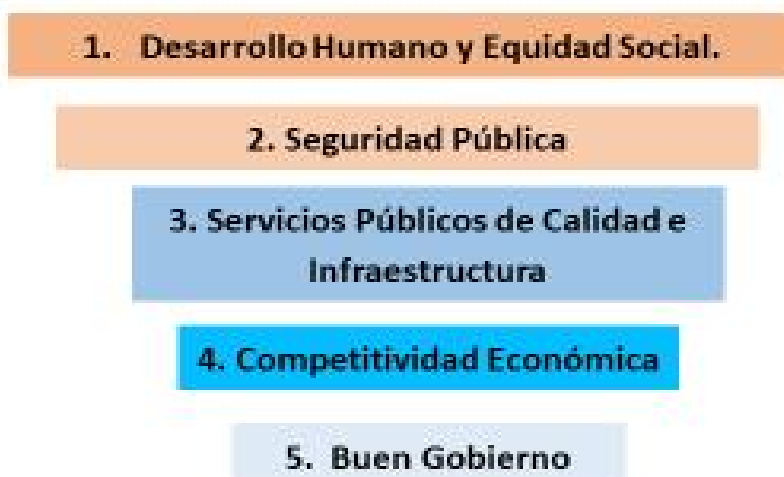 1. Desarrollo Humano y Equidad Social.
2. Seguridad Pública
3. Servicios Públicos de Calidad e
Infraestructura
4. Competitividad Económica
5. Buen Gobierno